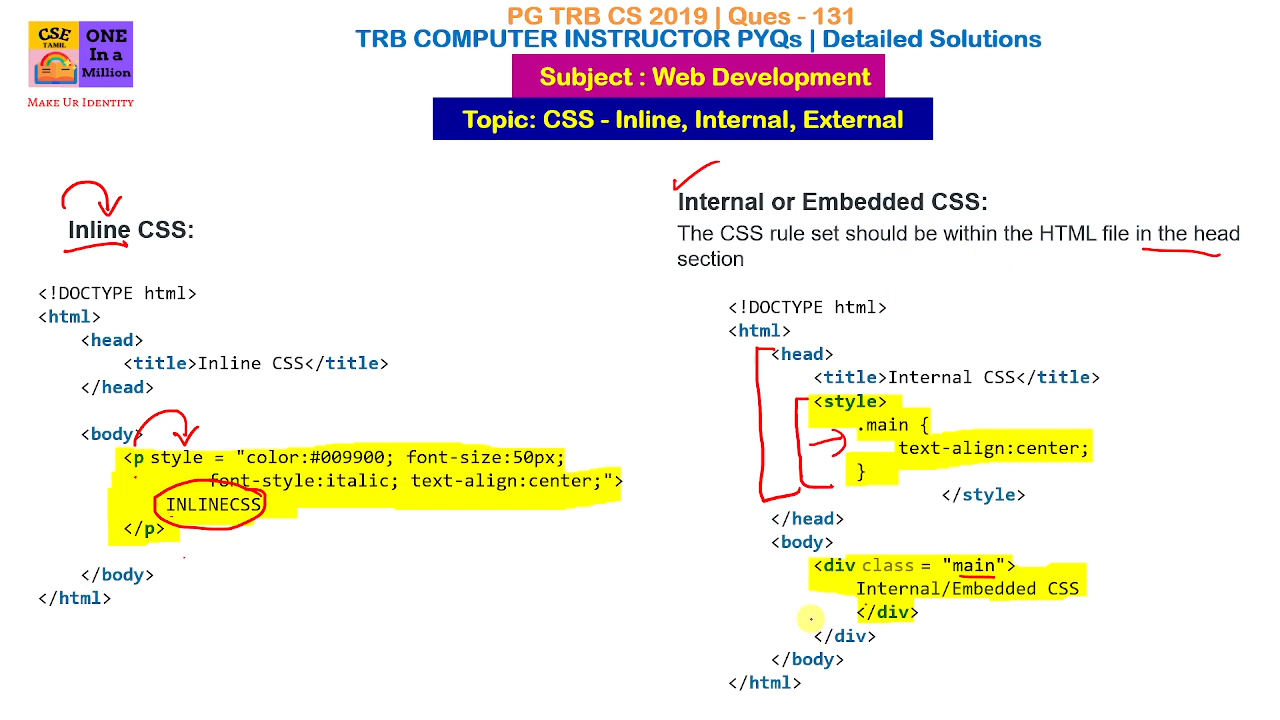 PG TRB CS 2019 | Ques - 131
TRB COMPUTER INSTRUCTOR PYQs | Detailed Solutions
CSE
TAMIL
ONE
In a
Million
MAKE UR IDENTITY
Subject : Web Development
Topic: CSS - Inline, Internal, External
Inline CSS:
<!DOCTYPE html>
<html>
<head>
<title>Inline CSS</title>
</head>
<body>
<p style = "color:#009900; font-size:50px;
font-style:italic; text-align:center;">
INLINECSS
</p>
</body>
</html>
Internal or Embedded CSS:
The CSS rule set should be within the HTML file in the head
section
<!DOCTYPE html>
<html>
<head>
<title>Internal CSS</title>
<style>
.main {
text-align:center;
}
</style>
</head>
<body>
<div class = "main">
Internal/Embedded CSS
</div>
</div>
</body>
</html>